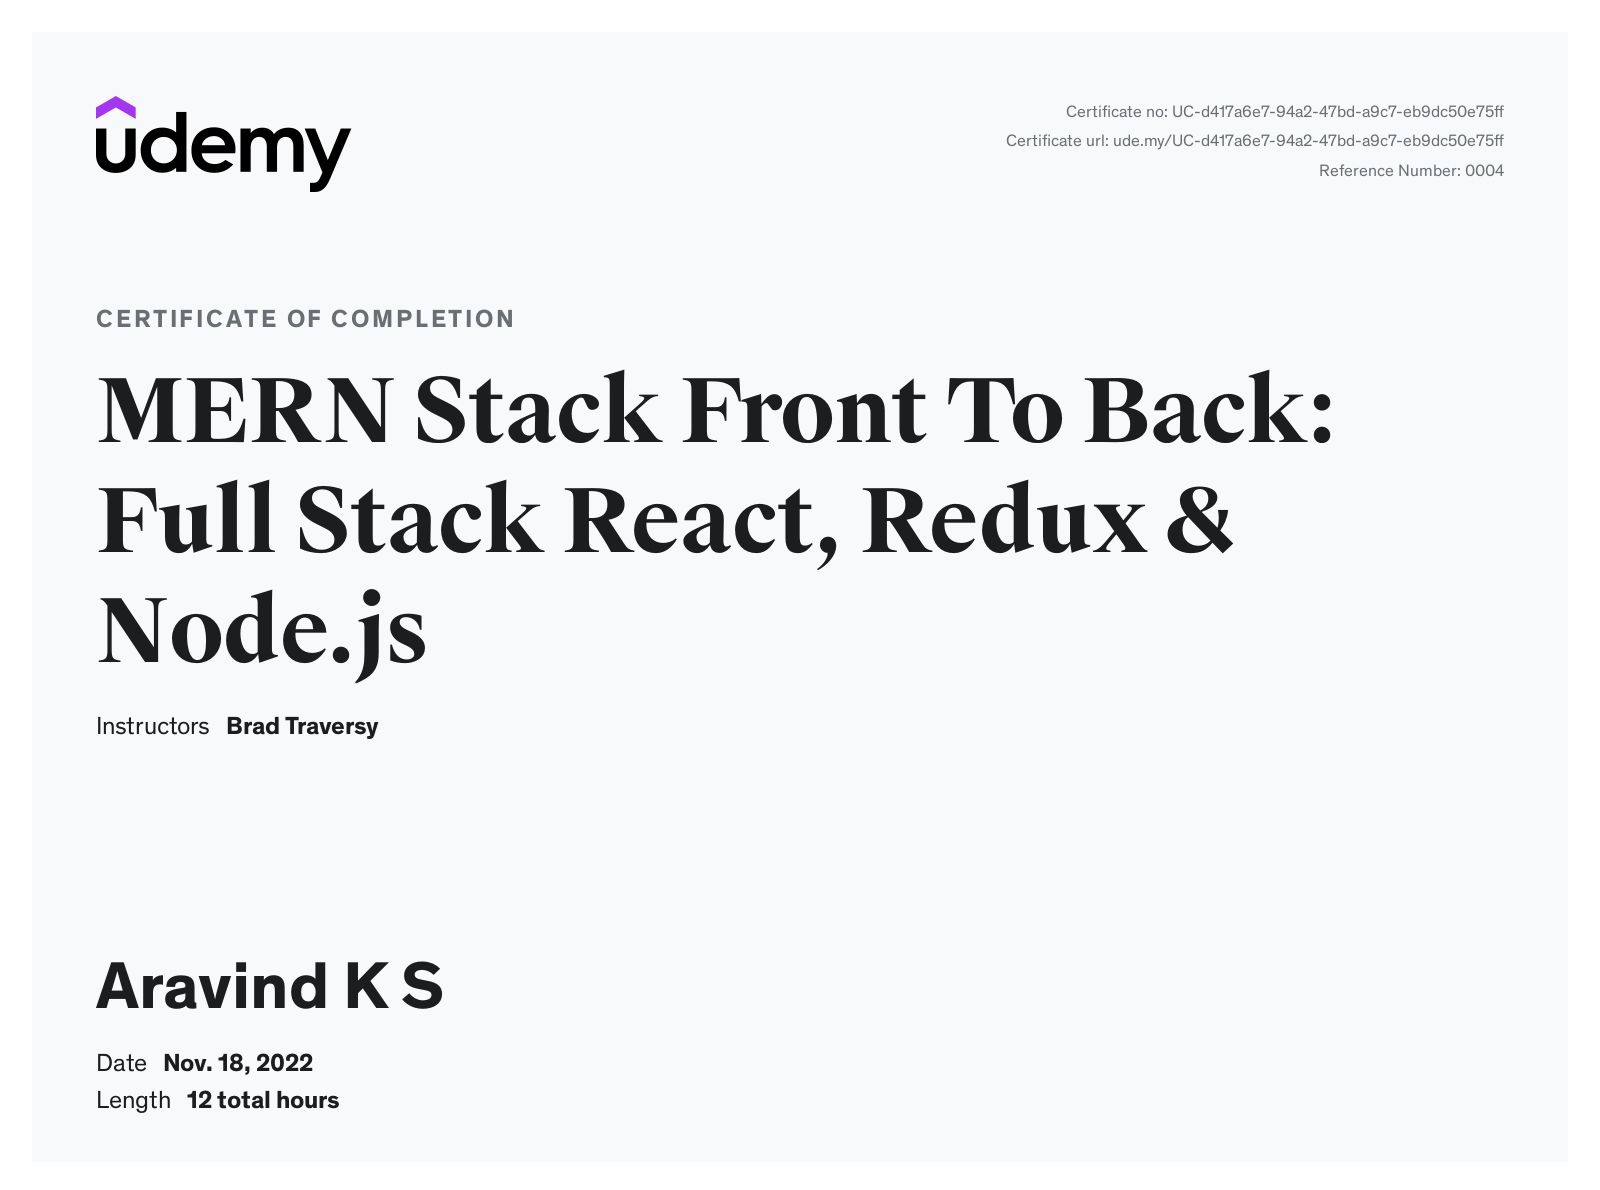 udemy
Certificate no: UC-d417a6e7-94a2-47bd-a9c7-eb9dc50e75ff
Certificate url: ude.my/UC-d417a6e7-94a2-47bd-a9c7-eb9dc50e75ff
Reference Number: 0004
CERTIFICATE OF COMPLETION
MERN Stack Front To Back:
Full Stack React, Redux &
Node.js
Instructors Brad Traversy
Aravind K S
Date Nov. 18, 2022
Length 12 total hours